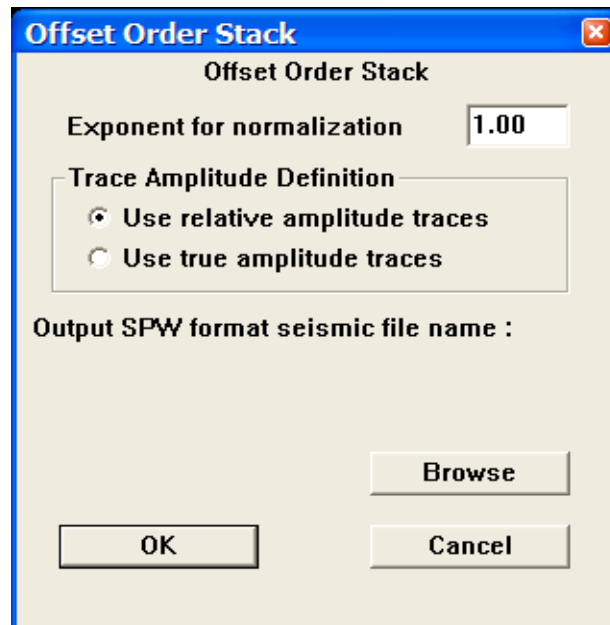 Offset Order Stack
Offset Order Stack
Exponent for normalization 1.00
Trace Amplitude Definition
Use relative amplitude traces
Use true amplitude traces
Output SPW format seismic file name :
Browse
OK Cancel